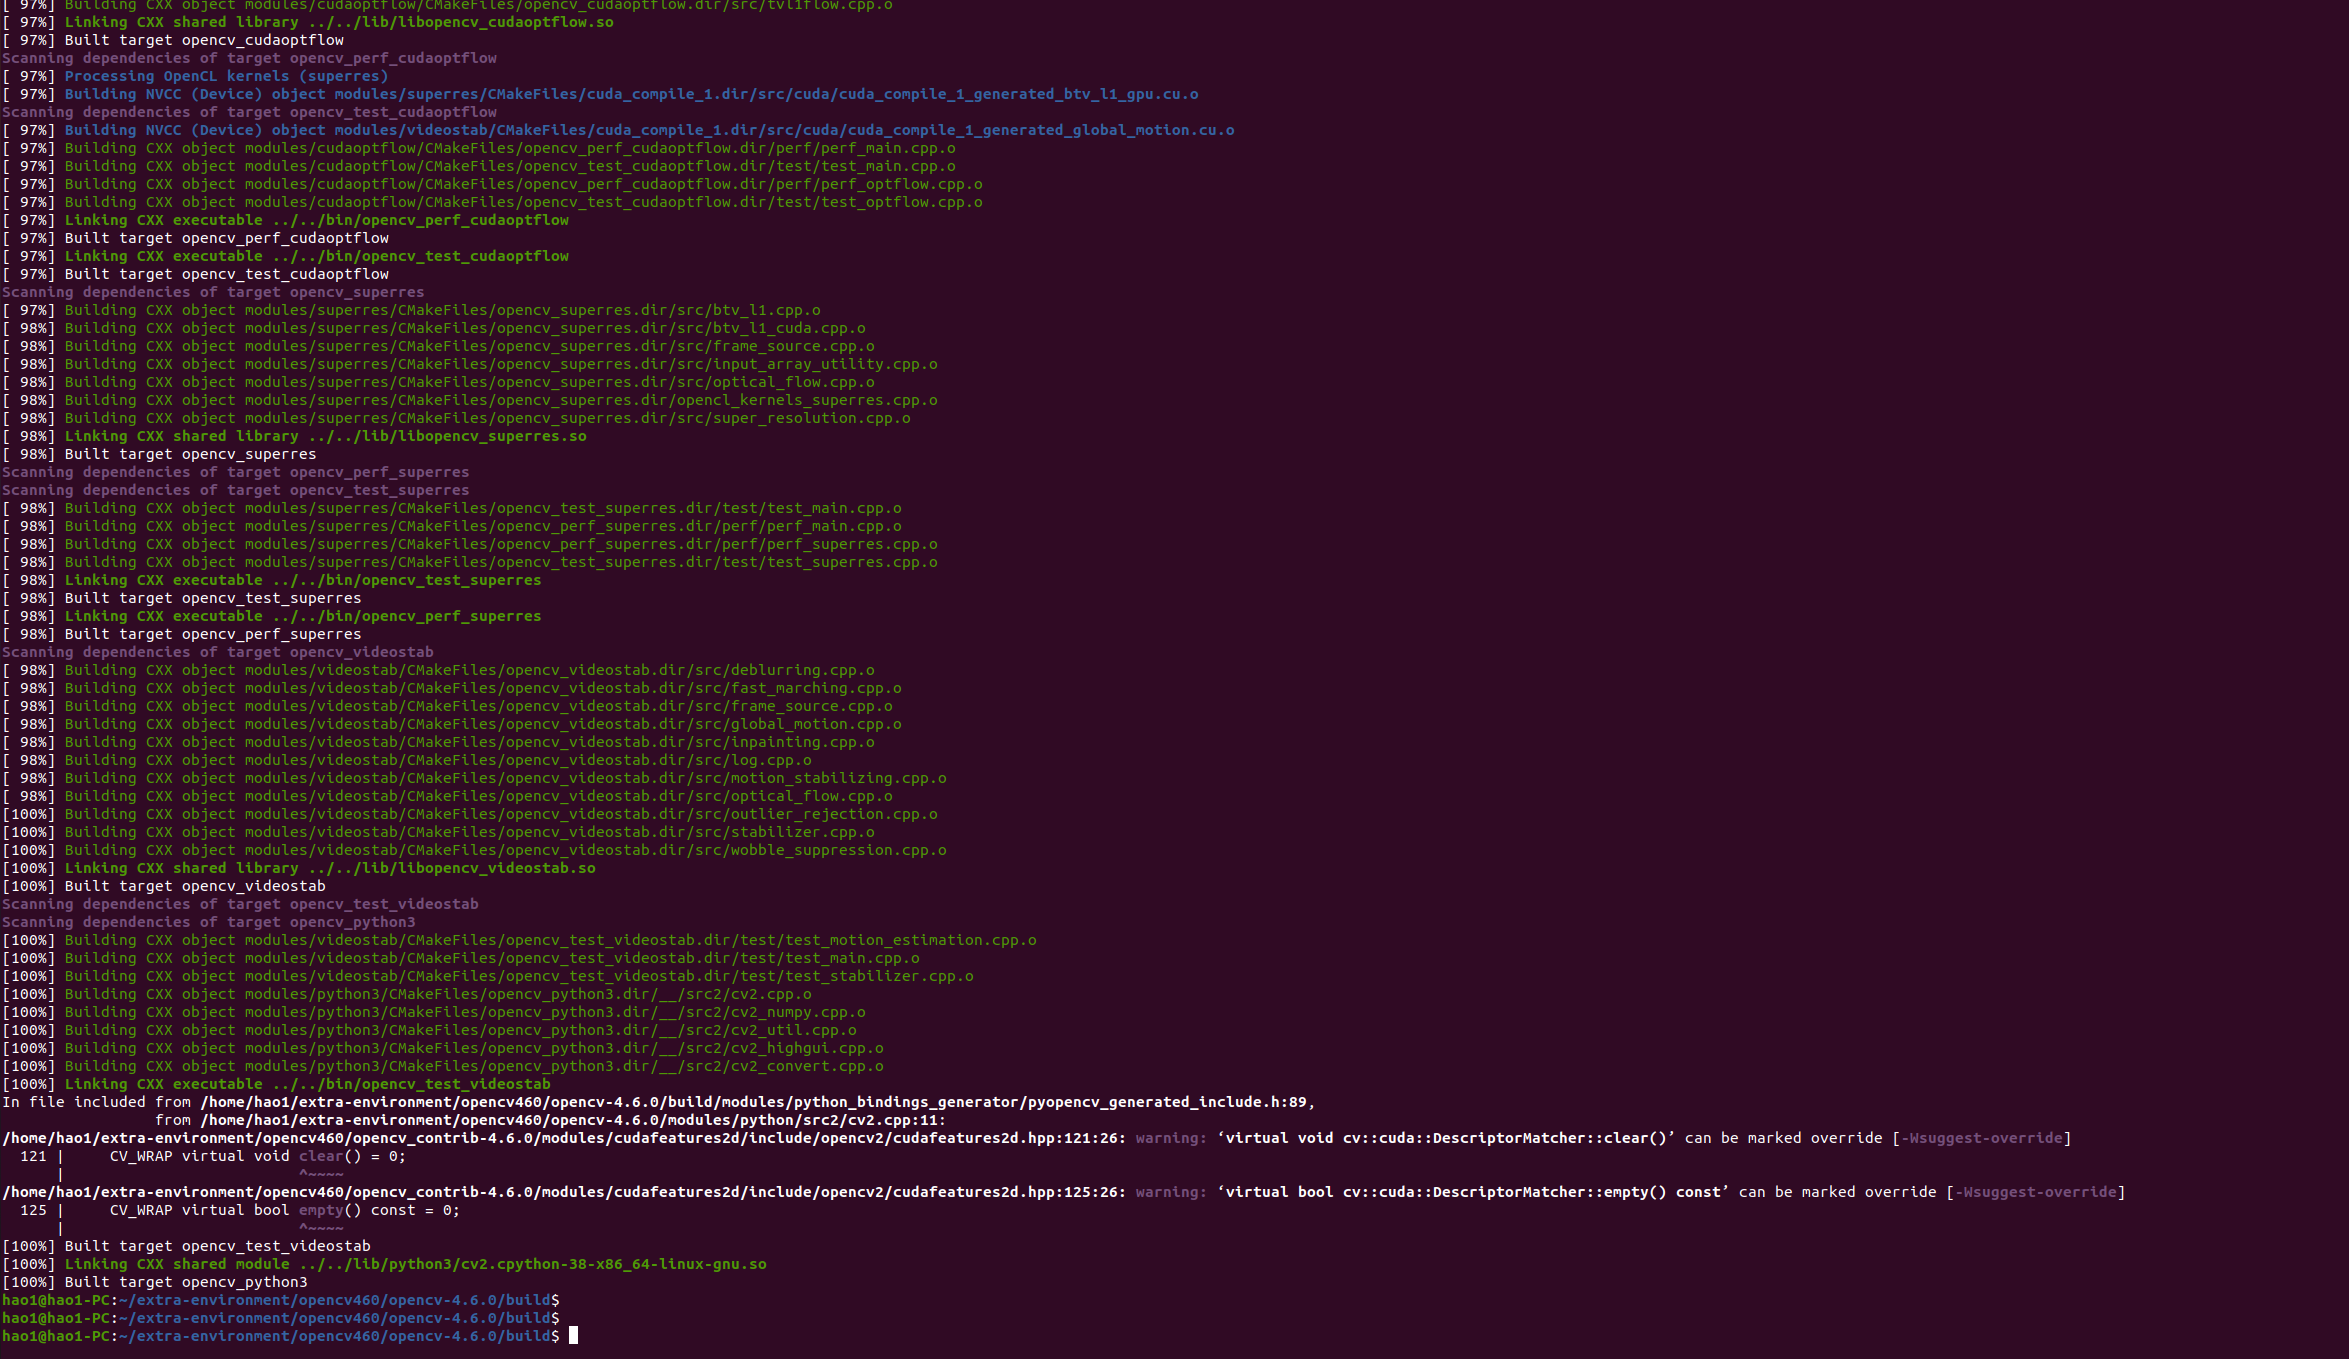 [ 97%] Building CXX object modules/cudaoptflow/CMakeFiles/opencv_cudaoptflow.dir/src/tvl1flow.cpp.o
[ 97%] Linking CXX shared library ../../lib/libopencv_cudaoptflow.so
[ 97%] Built target opencv_cudaoptflow
Scanning dependencies of target opencv_perf_cudaoptflow
[ 97%] Processing OpenCL kernels (superres)
[ 97%] Building NVCC (Device) object modules/superres/CMakeFiles/cuda_compile_1.dir/src/cuda/cuda_compile_1_generated_btv_l1_gpu.cu.o
Scanning dependencies of target opencv_test_cudaoptflow
[ 97%] Building NVCC (Device) object modules/videostab/CMakeFiles/cuda_compile_1.dir/src/cuda/cuda_compile_1_generated_global_motion.cu.o
[ 97%] Building CXX object modules/cudaoptflow/CMakeFiles/opencv_perf_cudaoptflow.dir/perf/perf_main.cpp.o
[ 97%] Building CXX object modules/cudaoptflow/CMakeFiles/opencv_test_cudaoptflow.dir/test/test_main.cpp.o
[ 97%] Building CXX object modules/cudaoptflow/CMakeFiles/opencv_perf_cudaoptflow.dir/perf/perf_optflow.cpp.o
[ 97%] Building CXX object modules/cudaoptflow/CMakeFiles/opencv_test_cudaoptflow.dir/test/test_optflow.cpp.o
[ 97%] Linking CXX executable ../../bin/opencv_perf_cudaoptflow
[ 97%] Built target opencv_perf_cudaoptflow
[ 97%] Linking CXX executable ../../bin/opencv_test_cudaoptflow
[ 97%] Built target opencv_test_cudaoptflow
Scanning dependencies of target opencv_superres
[ 97%] Building CXX object modules/superres/CMakeFiles/opencv_superres.dir/src/btv_l1.cpp.o
[ 98%] Building CXX object modules/superres/CMakeFiles/opencv_superres.dir/src/btv_l1_cuda.cpp.o
[ 98%] Building CXX object modules/superres/CMakeFiles/opencv_superres.dir/src/frame_source.cpp.o
[ 98%] Building CXX object modules/superres/CMakeFiles/opencv_superres.dir/src/input_array_utility.cpp.o
[ 98%] Building CXX object modules/superres/CMakeFiles/opencv_superres.dir/src/optical_flow.cpp.o
[ 98%] Building CXX object modules/superres/CMakeFiles/opencv_superres.dir/opencl_kernels_superres.cpp.o
[ 98%] Building CXX object modules/superres/CMakeFiles/opencv_superres.dir/src/super_resolution.cpp.o
[ 98%] Linking CXX shared library ../../lib/libopencv_superres.so
[ 98%] Built target opencv_superres
Scanning dependencies of target opencv_perf_superres
Scanning dependencies of target opencv_test_superres
[ 98%] Building CXX object modules/superres/CMakeFiles/opencv_test_superres.dir/test/test_main.cpp.o
[ 98%] Building CXX object modules/superres/CMakeFiles/opencv_perf_superres.dir/perf/perf_main.cpp.o
[ 98%] Building CXX object modules/superres/CMakeFiles/opencv_perf_superres.dir/perf/perf_superres.cpp.o
[ 98%] Building CXX object modules/superres/CMakeFiles/opencv_test_superres.dir/test/test_superres.cpp.o
[ 98%] Linking CXX executable ../../bin/opencv_test_superres
[ 98%] Built target opencv_test_superres
[ 98%] Linking CXX executable ../../bin/opencv_perf_superres
[ 98%] Built target opencv_perf_superres
Scanning dependencies of target opencv_videostab
[ 98%] Building CXX object modules/videostab/CMakeFiles/opencv_videostab.dir/src/deblurring.cpp.o
[ 98%] Building CXX object modules/videostab/CMakeFiles/opencv_videostab.dir/src/fast_marching.cpp.o
[ 98%] Building CXX object modules/videostab/CMakeFiles/opencv_videostab.dir/src/frame_source.cpp.o
[ 98%] Building CXX object modules/videostab/CMakeFiles/opencv_videostab.dir/src/global_motion.cpp.o
[ 98%] Building CXX object modules/videostab/CMakeFiles/opencv_videostab.dir/src/inpainting.cpp.o
[ 98%] Building CXX object modules/videostab/CMakeFiles/opencv_videostab.dir/src/log.cpp.o
[ 98%] Building CXX object modules/videostab/CMakeFiles/opencv_videostab.dir/src/motion_stabilizing.cpp.o
[ 98%] Building CXX object modules/videostab/CMakeFiles/opencv_videostab.dir/src/optical_flow.cpp.o
[100%] Building CXX object modules/videostab/CMakeFiles/opencv_videostab.dir/src/outlier_rejection.cpp.o
[100%] Building CXX object modules/videostab/CMakeFiles/opencv_videostab.dir/src/stabilizer.cpp.o
[100%] Building CXX object modules/videostab/CMakeFiles/opencv_videostab.dir/src/wobble_suppression.cpp.o
[100%] Linking CXX shared library ../../lib/libopencv_videostab.so
[100%] Built target opencv_videostab
Scanning dependencies of target opencv_test_videostab
Scanning dependencies of target opencv_python3
[100%] Building CXX object modules/videostab/CMakeFiles/opencv_test_videostab.dir/test/test_motion_estimation.cpp.o
[100%] Building CXX object modules/videostab/CMakeFiles/opencv_test_videostab.dir/test/test_main.cpp.o
[100%] Building CXX object modules/videostab/CMakeFiles/opencv_test_videostab.dir/test/test_stabilizer.cpp.o
[100%] Building CXX object modules/python3/CMakeFiles/opencv_python3.dir/__/src2/cv2.cpp.o
[100%] Building CXX object modules/python3/CMakeFiles/opencv_python3.dir/__/src2/cv2_numpy.cpp.o
[100%] Building CXX object modules/python3/CMakeFiles/opencv_python3.dir/__/src2/cv2_util.cpp.o
[100%] Building CXX object modules/python3/CMakeFiles/opencv_python3.dir/__/src2/cv2_highgui.cpp.o
[100%] Building CXX object modules/python3/CMakeFiles/opencv_python3.dir/__/src2/cv2_convert.cpp.o
[100%] Linking CXX executable ../../bin/opencv_test_videostab
In file included from /home/hao1/extra-environment/opencv460/opencv-4.6.0/build/modules/python_bindings_generator/pyopencv_generated_include.h:89,
                 from /home/hao1/extra-environment/opencv460/opencv-4.6.0/modules/python/src2/cv2.cpp:11:
/home/hao1/extra-environment/opencv460/opencv_contrib-4.6.0/modules/cudafeatures2d/include/opencv2/cudafeatures2d.hpp:121:26: warning: ‘virtual void cv::cuda::DescriptorMatcher::clear()’ can be marked override [-Wsuggest-override]
  121 |     CV_WRAP virtual void clear() = 0;
      |                          ^~~~~
/home/hao1/extra-environment/opencv460/opencv_contrib-4.6.0/modules/cudafeatures2d/include/opencv2/cudafeatures2d.hpp:125:26: warning: ‘virtual bool cv::cuda::DescriptorMatcher::empty() const’ can be marked override [-Wsuggest-override]
  125 |     CV_WRAP virtual bool empty() const = 0;
      |                          ^~~~~
[100%] Built target opencv_test_videostab
[100%] Linking CXX shared module ../../lib/python3/cv2.cpython-38-x86_64-linux-gnu.so
[100%] Built target opencv_python3
hao1@hao1-PC:~/extra-environment/opencv460/opencv-4.6.0/build$
hao1@hao1-PC:~/extra-environment/opencv460/opencv-4.6.0/build$
hao1@hao1-PC:~/extra-environment/opencv460/opencv-4.6.0/build$